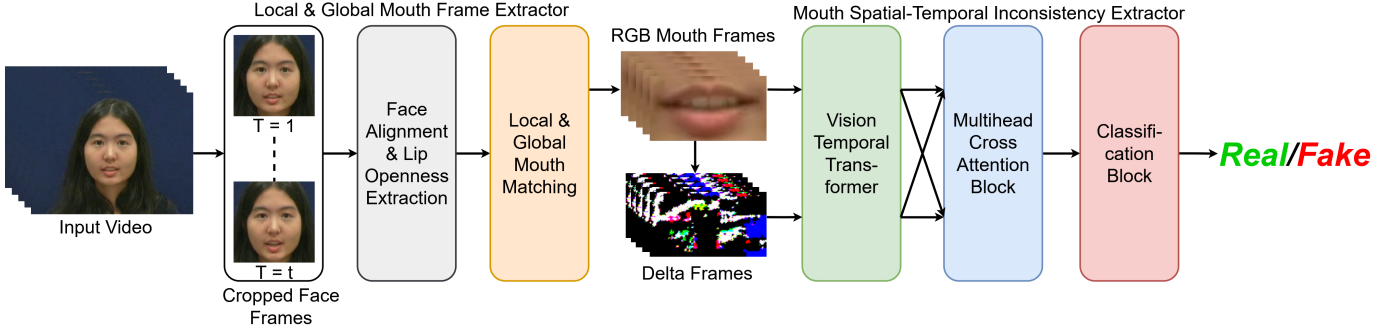 Local & Global Mouth Frame Extractor
Mouth Spatial-Temporal Inconsistency Extractor
Input Video
T = 1
T = t
Cropped Face
Frames
Face
Alignment
& Lip
Openness
Extraction
Local &
Global
Mouth
Matching
RGB Mouth Frames
Delta Frames
Vision
Temporal
Trans-
former
Multihead
Cross
Attention
Block
Classifi-
cation
Block
Real/Fake